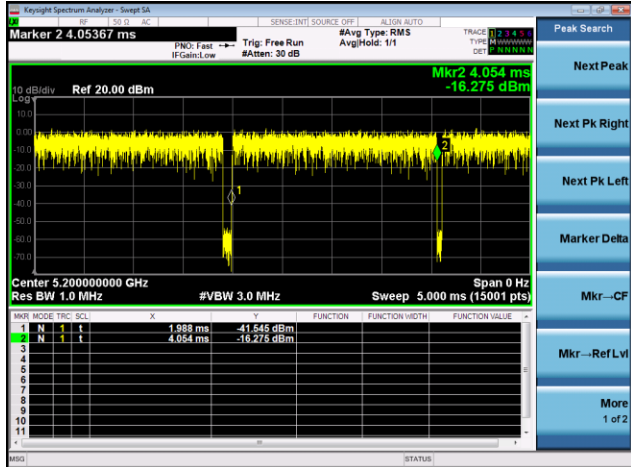 Keysight Spectrum Analyzer - Swept SA
RF 50 Ω AC SENSE:INT SOURCE OFF ALIGN AUTO
Marker 2 4.05367 ms
PNO: Fast Trig: Free Run #Avg Type: RMS TRACE 1 2 3 4 5 6
IFGain:Low #Atten: 30 dB Avg|Hold: 1/1 TYPE M WWWWW
DET P N N N N N
Peak Search
Mkr2 4.054 ms
10 dB/div Ref 20.00 dBm -16.275 dBm
Log
10.0
0.00
-10.0
-20.0
-30.0
-40.0
-50.0
-60.0
-70.0
1
2
Center 5.200000000 GHz Span 0 Hz
Res BW 1.0 MHz #VBW 3.0 MHz Sweep 5.000 ms (15001 pts)
MKR MODE TRC SCL X Y FUNCTION FUNCTION WIDTH FUNCTION VALUE
1 N 1 t 1.988 ms -41.545 dBm
2 N 1 t 4.054 ms -16.275 dBm
3
4
5
6
7
8
9
10
11
MSG STATUS
Next Peak
Next Pk Right
Next Pk Left
Marker Delta
Mkr→CF
Mkr→Ref Lvl
More
1 of 2